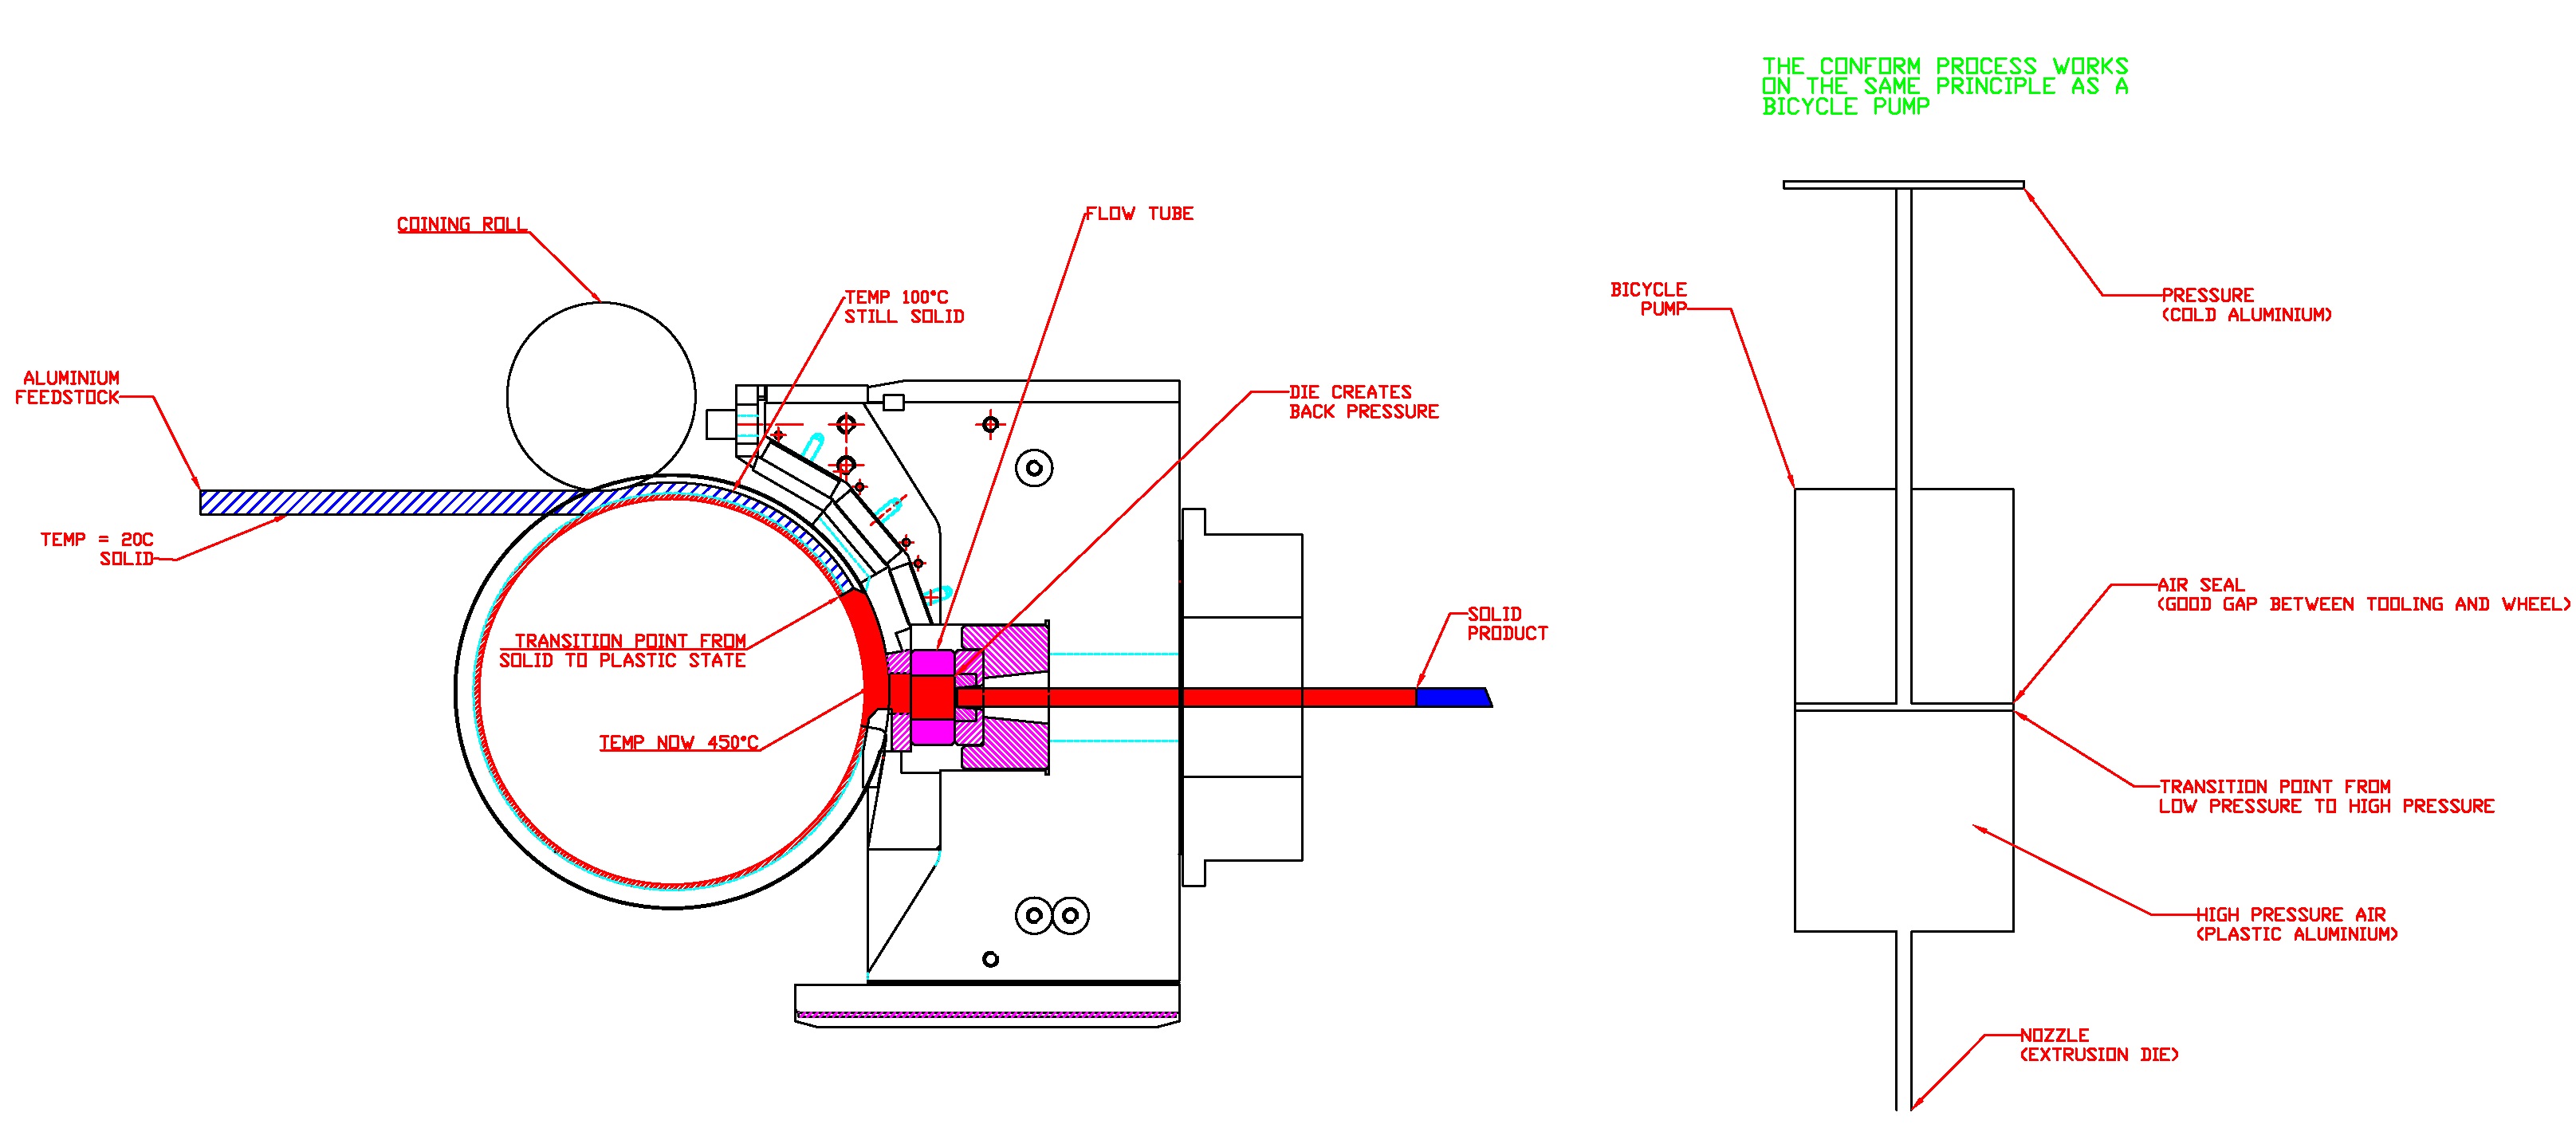 THE CONFORM PROCESS WORKS
ON THE SAME PRINCIPLE AS A
BICYCLE PUMP
COINING ROLL
FLOW TUBE
TEMP 100°C
STILL SOLID
ALUMINIUM
FEEDSTOCK
DIE CREATES
BACK PRESSURE
TEMP = 20C
SOLID
TRANSITION POINT FROM
SOLID TO PLASTIC STATE
TEMP NOW 450°C
SOLID
PRODUCT
BICYCLE
PUMP
PRESSURE
(COLD ALUMINIUM)
AIR SEAL
(GOOD GAP BETWEEN TOOLING AND WHEEL)
TRANSITION POINT FROM
LOW PRESSURE TO HIGH PRESSURE
HIGH PRESSURE AIR
(PLASTIC ALUMINIUM)
NOZZLE
(EXTRUSION DIE)